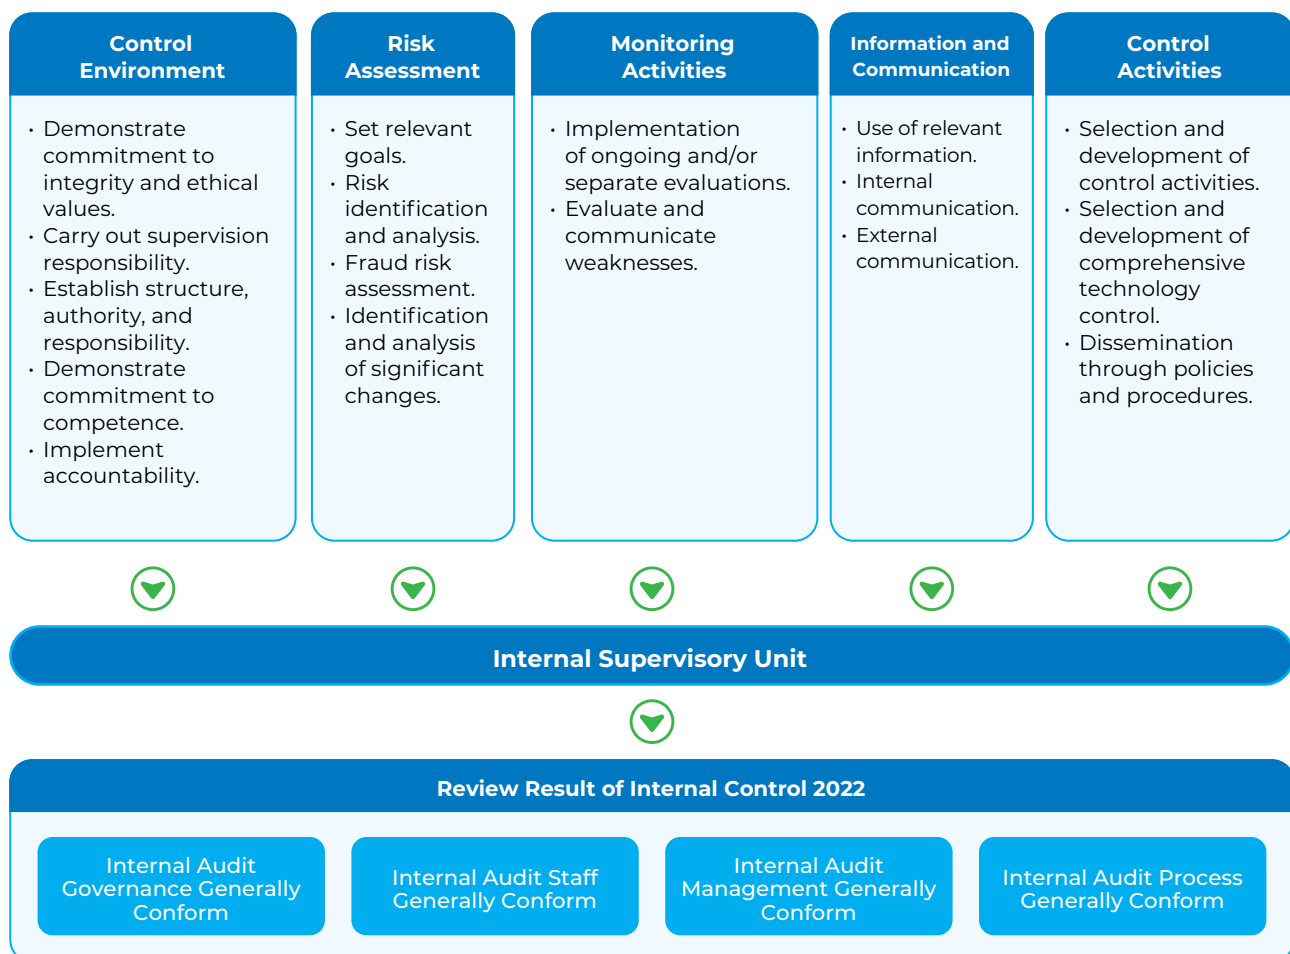 Control
Environment
• Demonstrate
commitment to
integrity and ethical
values.
• Carry out supervision
responsibility.
• Establish structure,
authority, and
responsibility.
• Demonstrate
commitment to
competence.
• Implement
accountability.
Risk
Assessment
• Set relevant
goals.
• Risk
identification
and analysis.
• Fraud risk
assessment.
• Identification
and analysis
of significant
changes.
Monitoring
Activities
• Implementation
of ongoing and/or
separate evaluations.
• Evaluate and
communicate
weaknesses.
Information and
Communication
• Use of relevant
information.
• Internal
communication.
• External
communication.
Control
Activities
• Selection and
development of
control activities.
• Selection and
development of
comprehensive
technology
control.
• Dissemination
through policies
and procedures.
Internal Supervisory Unit
Review Result of Internal Control 2022
Internal Audit
Governance Generally
Conform
Internal Audit Staff
Generally Conform
Internal Audit
Management Generally
Conform
Internal Audit Process
Generally Conform